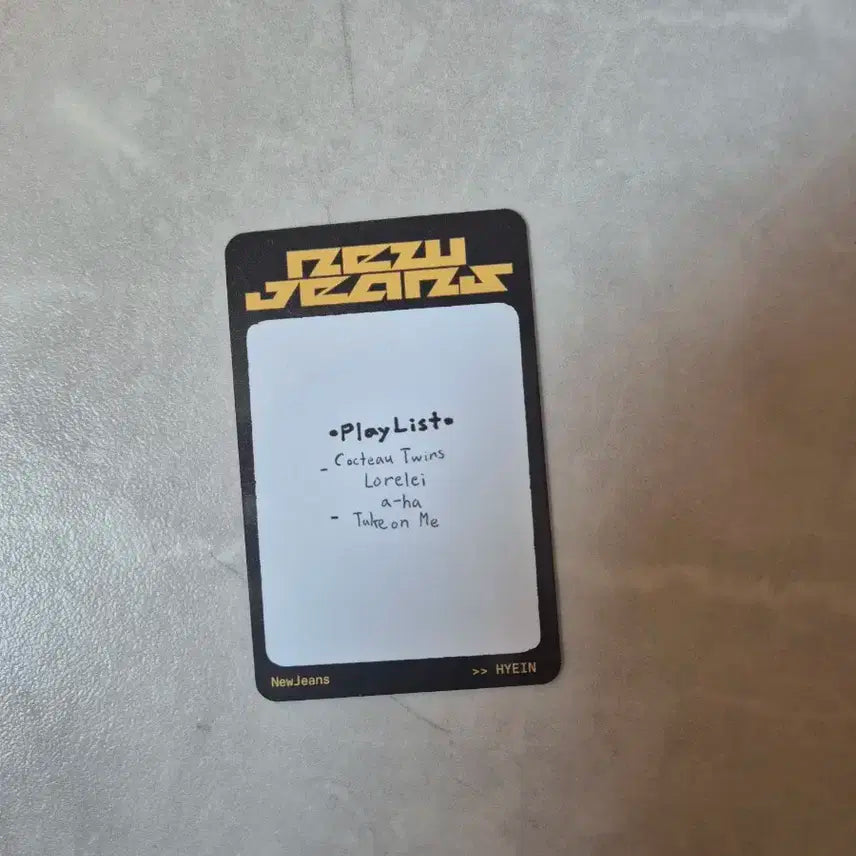 new
jeans
•PlayList•
- Cocteau Twins
Lorelei
a-ha
- Take on Me
NewJeans >> HYEIN